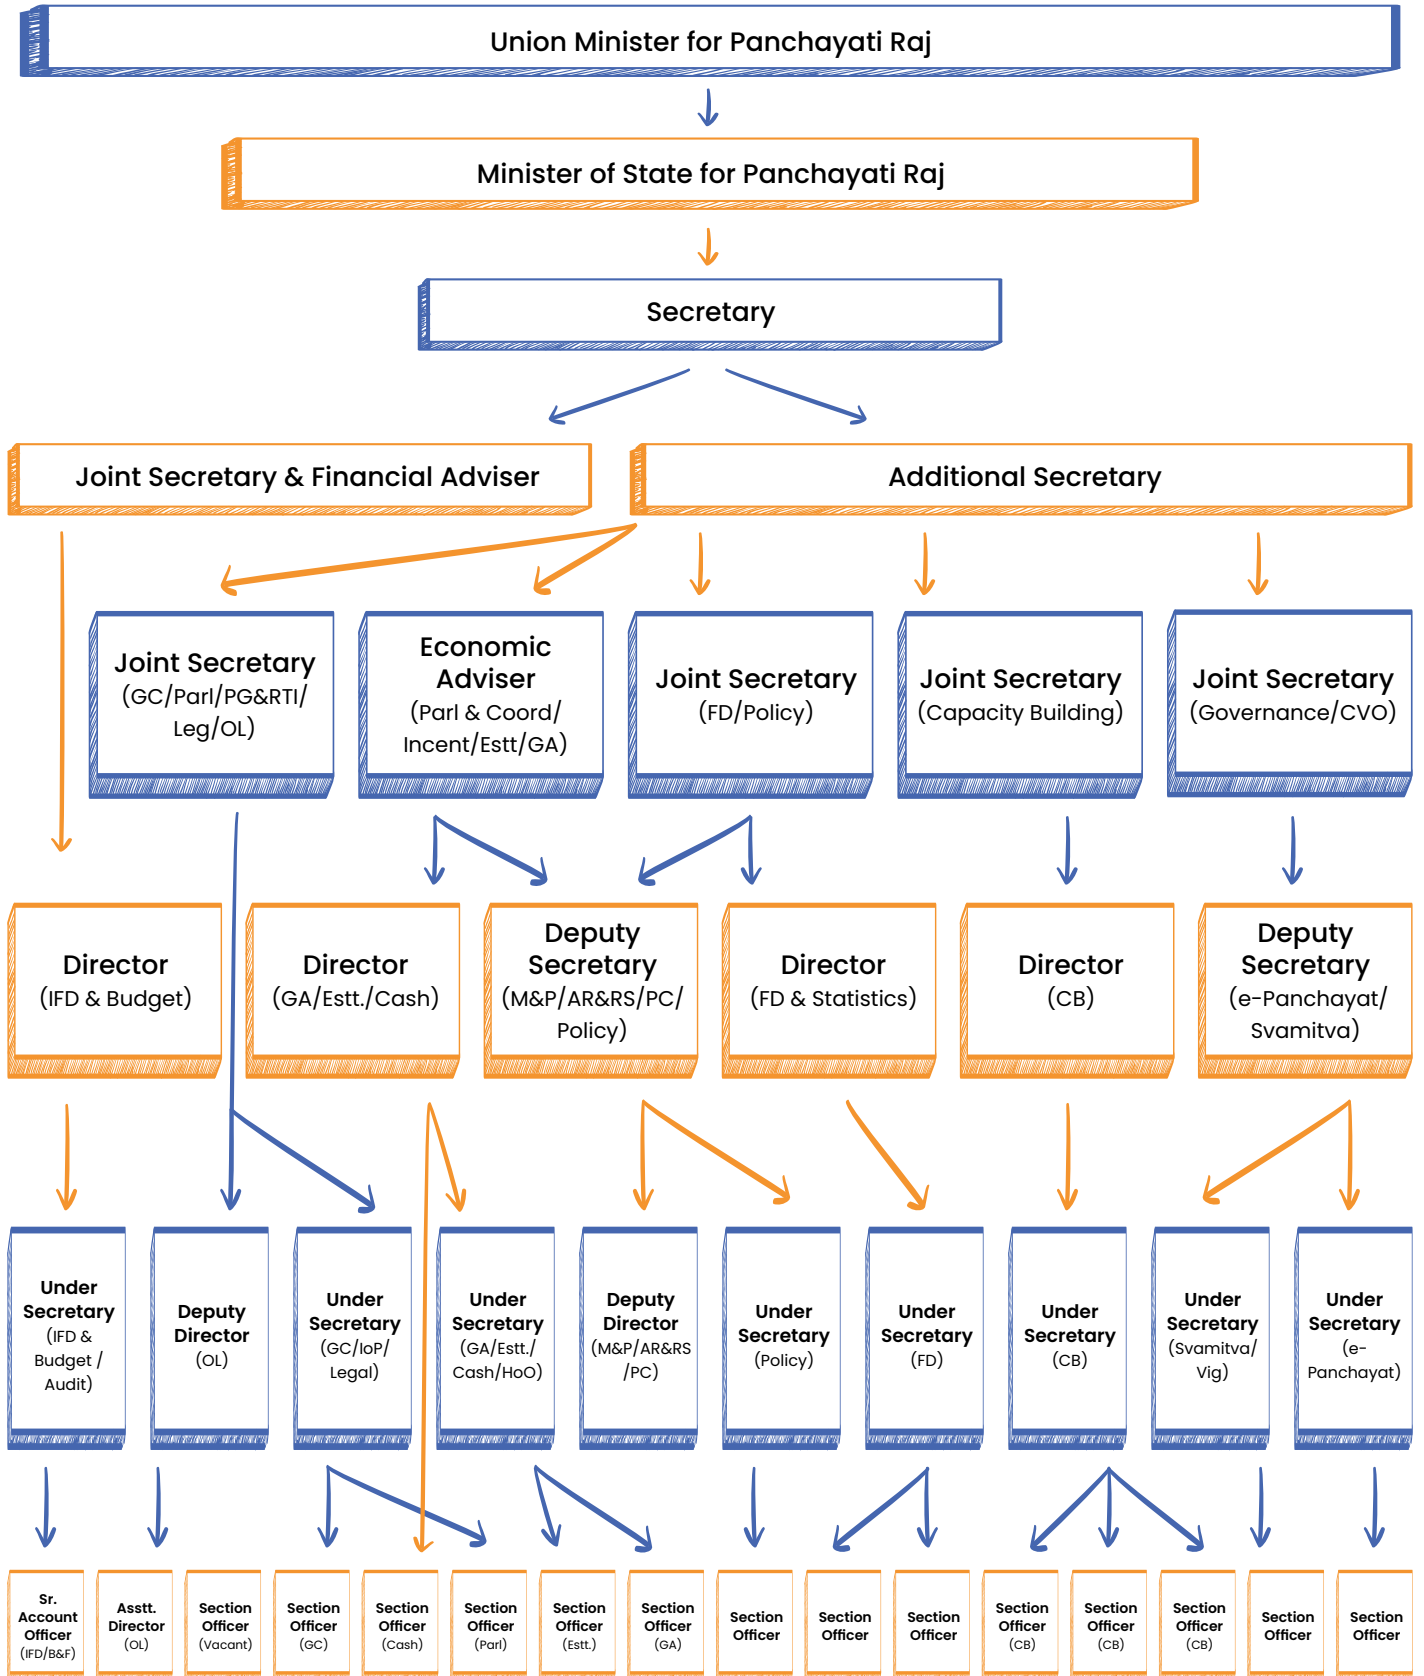 Union Minister for Panchayati Raj
Minister of State for Panchayati Raj
Secretary
Joint Secretary & Financial Adviser
Additional Secretary
Joint Secretary
(GC/Parl/PG&RTI/
Leg/OL)
Economic
Adviser
(Parl & Coord/
Incent/Estt/GA)
Joint Secretary
(FD/Policy)
Joint Secretary
(Capacity Building)
Joint Secretary
(Governance/CVO)
Director
(IFD & Budget)
Director
(GA/Estt./Cash)
Deputy
Secretary
(M&P/AR&RS/PC/
Policy)
Director
(FD & Statistics)
Director
(CB)
Deputy
Secretary
(e-Panchayat/
Svamitva)
Under
Secretary
(IFD &
Budget /
Audit)
Deputy
Director
(OL)
Under
Secretary
(GC/IoP/
Legal)
Under
Secretary
(GA/Estt./
Cash/HoO)
Deputy
Director
(M&P/AR&RS
/PC)
Under
Secretary
(Policy)
Under
Secretary
(FD)
Under
Secretary
(CB)
Under
Secretary
(Svamitva/
Vig)
Under
Secretary
(e-
Panchayat)
Sr.
Account
Officer
(IFD/B&F)
Asstt.
Director
(OL)
Section
Officer
(Vacant)
Section
Officer
(GC)
Section
Officer
(Cash)
Section
Officer
(Parl)
Section
Officer
(Estt.)
Section
Officer
(GA)
Section
Officer
Section
Officer
Section
Officer
Section
Officer
(CB)
Section
Officer
(CB)
Section
Officer
(CB)
Section
Officer
Section
Officer